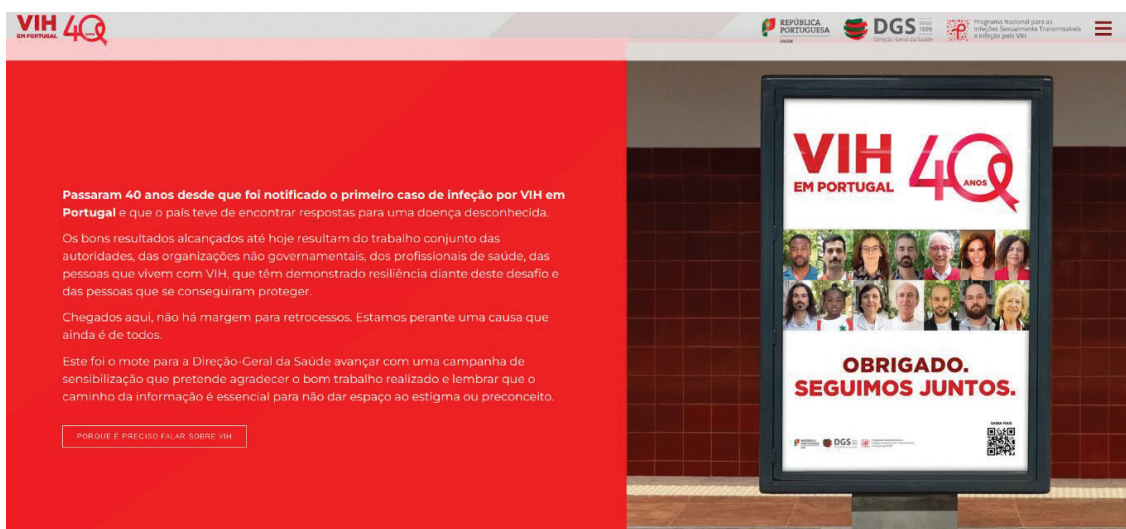 VIH 40
EM PORTUGAL ANOS
REPÚBLICA
PORTUGUESA
SAÚDE
DGS desde
1899
Direção-Geral da Saúde
Programa Nacional para as
Infeções Sexualmente Transmissíveis
e Infeção pelo VIH
Passaram 40 anos desde que foi notificado o primeiro caso de infeção por VIH em
Portugal e que o país teve de encontrar respostas para uma doença desconhecida.
Os bons resultados alcançados até hoje resultam do trabalho conjunto das
autoridades, das organizações não governamentais, dos profissionais de saúde, das
pessoas que vivem com VIH, que têm demonstrado resiliência diante deste desafio e
das pessoas que se conseguiram proteger.
Chegados aqui, não há margem para retrocessos. Estamos perante uma causa que
ainda é de todos.
Este foi o mote para a Direção-Geral da Saúde avançar com uma campanha de
sensibilização que pretende agradecer o bom trabalho realizado e lembrar que o
caminho da informação é essencial para não dar espaço ao estigma ou preconceito.
PORQUE É PRECISO FALAR SOBRE VIH
VIH 40
EM PORTUGAL ANOS
OBRIGADO.
SEGUIMOS JUNTOS.
SAIBA MAIS
DGS